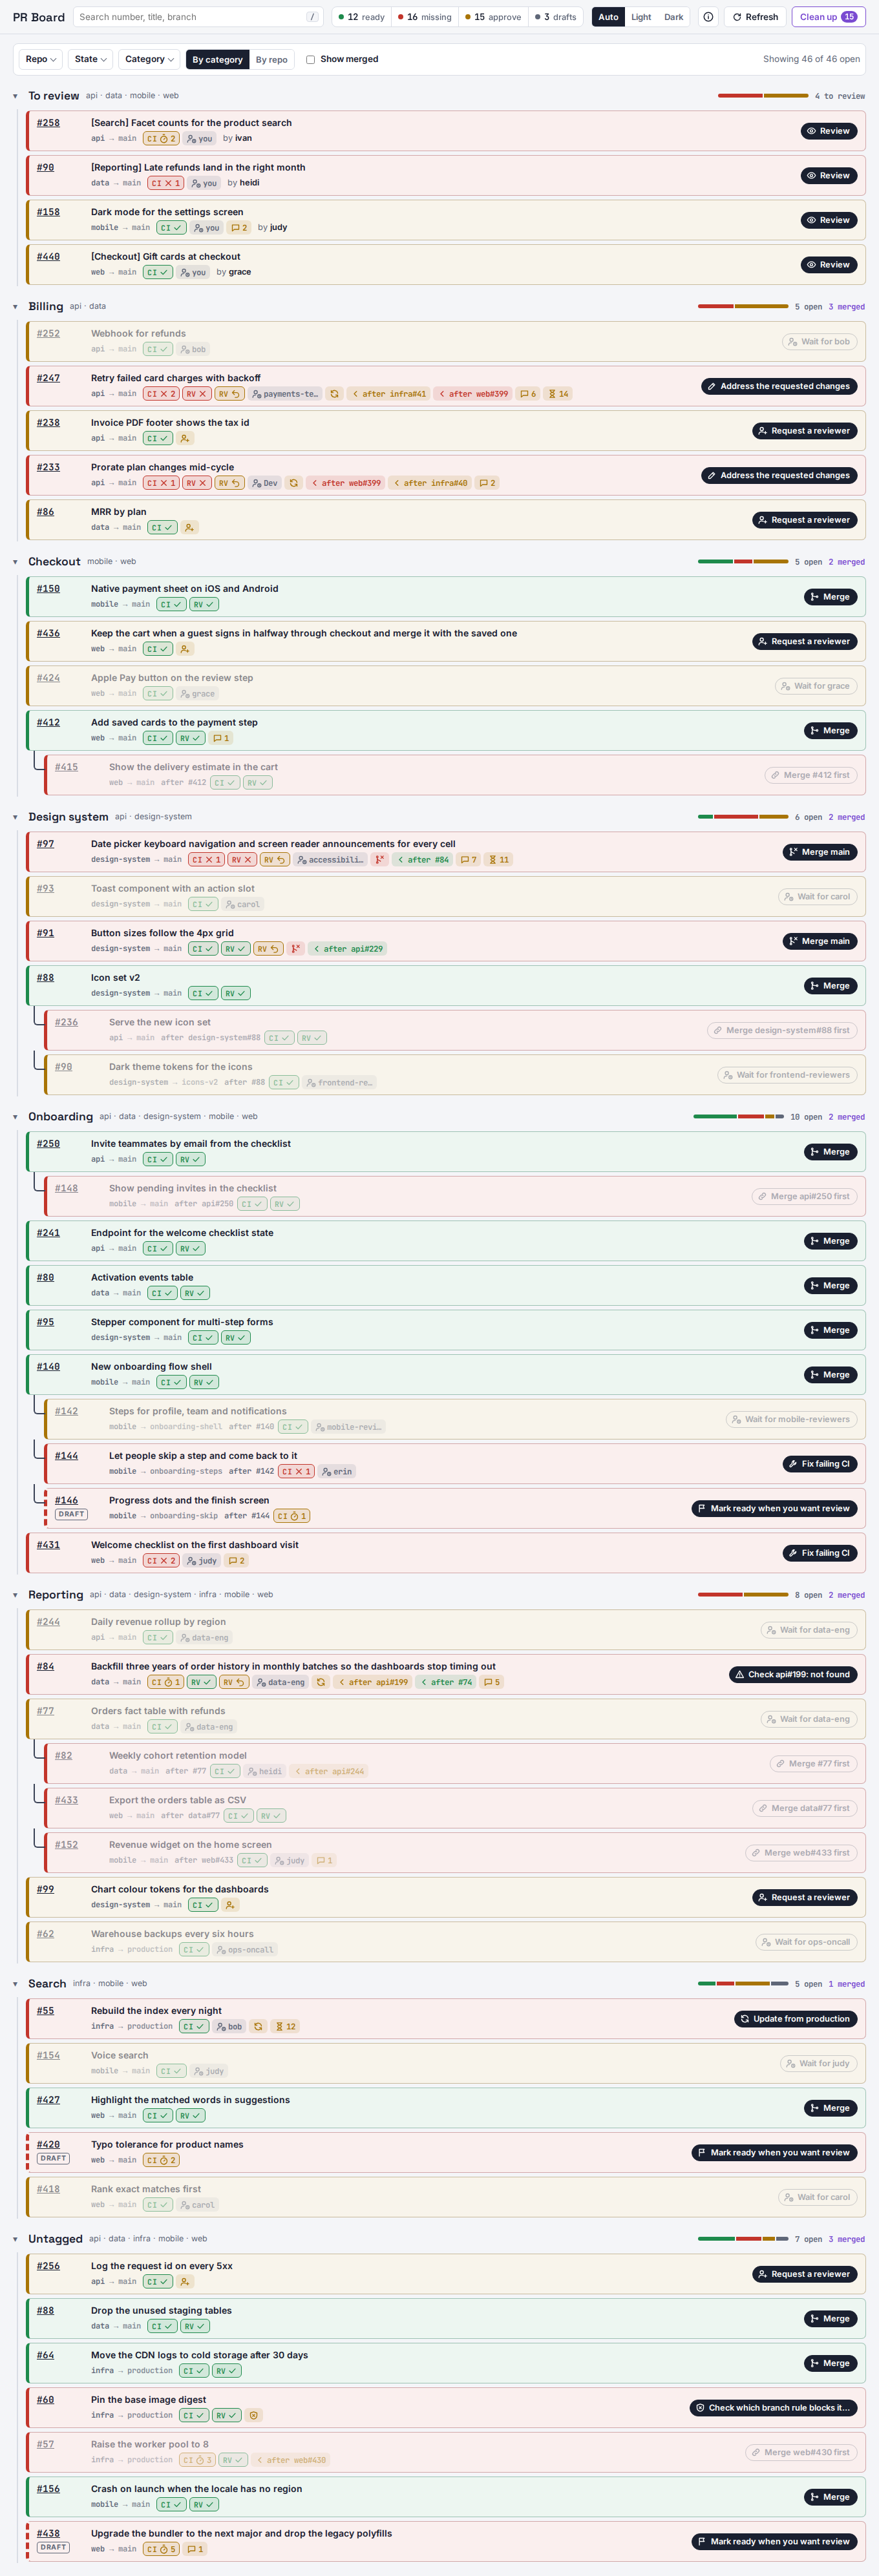 PR Board Search PR number, title, branch / 12 ready 16 missing 15 approve 3 drafts Auto Light Dark Refresh Clean up 15
Repo State Category By category By repo Show merged Showing 46 of 46 open
To review api · data · mobile · web 4 to review
#258 [Search] Facet counts for the product search Review
api → main CI 2 you by ivan
#90 [Reporting] Late refunds land in the right month Review
data → main CI 1 you by heidi
#158 Dark mode for the settings screen Review
mobile → main CI you 2 by judy
#440 [Checkout] Gift cards at checkout Review
web → main CI you by grace
Billing api · data 5 open 3 merged
#252 Webhook for refunds Wait for bob
api → main CI bob
#247 Retry failed card charges with backoff Address the requested changes
api → main CI 2 RV RV payments-te… after infra#41 after web#399 6 14
#238 Invoice PDF footer shows the tax id Request a reviewer
api → main CI
#233 Prorate plan changes mid-cycle Address the requested changes
api → main CI 1 RV RV Dev after web#399 after infra#40 2
#86 MRR by plan Request a reviewer
data → main CI
Checkout mobile · web 5 open 2 merged
#150 Native payment sheet on iOS and Android Merge
mobile → main CI RV
#436 Keep the cart when a guest signs in halfway through checkout and merge it with the saved one Request a reviewer
web → main CI
#424 Apple Pay button on the review step Wait for grace
web → main CI grace
#412 Add saved cards to the payment step Merge
web → main CI RV 1
#415 Show the delivery estimate in the cart Merge #412 first
web → main after #412 CI RV
Design system api · design-system 6 open 2 merged
#97 Date picker keyboard navigation and screen reader announcements for every cell Merge main
design-system → main CI 1 RV RV accessibili… after #84 7 11
#93 Toast component with an action slot Wait for carol
design-system → main CI carol
#91 Button sizes follow the 4px grid Merge main
design-system → main CI RV RV after api#229
#88 Icon set v2 Merge
design-system → main CI RV
#236 Serve the new icon set Merge design-system#88 first
api → main after design-system#88 CI RV
#90 Dark theme tokens for the icons Wait for frontend-reviewers
design-system → icons-v2 after #88 CI frontend-re…
Onboarding api · data · design-system · mobile · web 10 open 2 merged
#250 Invite teammates by email from the checklist Merge
api → main CI RV
#148 Show pending invites in the checklist Merge api#250 first
mobile → main after api#250 CI RV
#241 Endpoint for the welcome checklist state Merge
api → main CI RV
#80 Activation events table Merge
data → main CI RV
#95 Stepper component for multi-step forms Merge
design-system → main CI RV
#140 New onboarding flow shell Merge
mobile → main CI RV
#142 Steps for profile, team and notifications Wait for mobile-reviewers
mobile → onboarding-shell after #140 CI mobile-revi…
#144 Let people skip a step and come back to it Fix failing CI
mobile → onboarding-steps after #142 CI 1 erin
#146 Progress dots and the finish screen Mark ready when you want review
DRAFT mobile → onboarding-skip after #144 CI 1
#431 Welcome checklist on the first dashboard visit Fix failing CI
web → main CI 2 judy 2
Reporting api · data · design-system · infra · mobile · web 8 open 2 merged
#244 Daily revenue rollup by region Wait for data-eng
api → main CI data-eng
#84 Backfill three years of order history in monthly batches so the dashboards stop timing out Check api#199: not found
data → main CI 1 RV RV data-eng after api#199 after #74 5
#77 Orders fact table with refunds Wait for data-eng
data → main CI data-eng
#82 Weekly cohort retention model Merge #77 first
data → main after #77 CI heidi after api#244
#433 Export the orders table as CSV Merge data#77 first
web → main after data#77 CI RV
#152 Revenue widget on the home screen Merge web#433 first
mobile → main after web#433 CI judy 1
#99 Chart colour tokens for the dashboards Request a reviewer
design-system → main CI
#62 Warehouse backups every six hours Wait for ops-oncall
infra → production CI ops-oncall
Search infra · mobile · web 5 open 1 merged
#55 Rebuild the index every night Update from production
infra → production CI bob 12
#154 Voice search Wait for judy
mobile → main CI judy
#427 Highlight the matched words in suggestions Merge
web → main CI RV
#420 Typo tolerance for product names Mark ready when you want review
DRAFT web → main CI 2
#418 Rank exact matches first Wait for carol
web → main CI carol
Untagged api · data · infra · mobile · web 7 open 3 merged
#256 Log the request id on every 5xx Request a reviewer
api → main CI
#88 Drop the unused staging tables Merge
data → main CI RV
#64 Move the CDN logs to cold storage after 30 days Merge
infra → production CI RV
#60 Pin the base image digest Check which branch rule blocks it…
infra → production CI RV
#57 Raise the worker pool to 8 Merge web#430 first
infra → production CI 3 RV after web#430
#156 Crash on launch when the locale has no region Merge
mobile → main CI RV
#438 Upgrade the bundler to the next major and drop the legacy polyfills Mark ready when you want review
DRAFT web → main CI 5 1